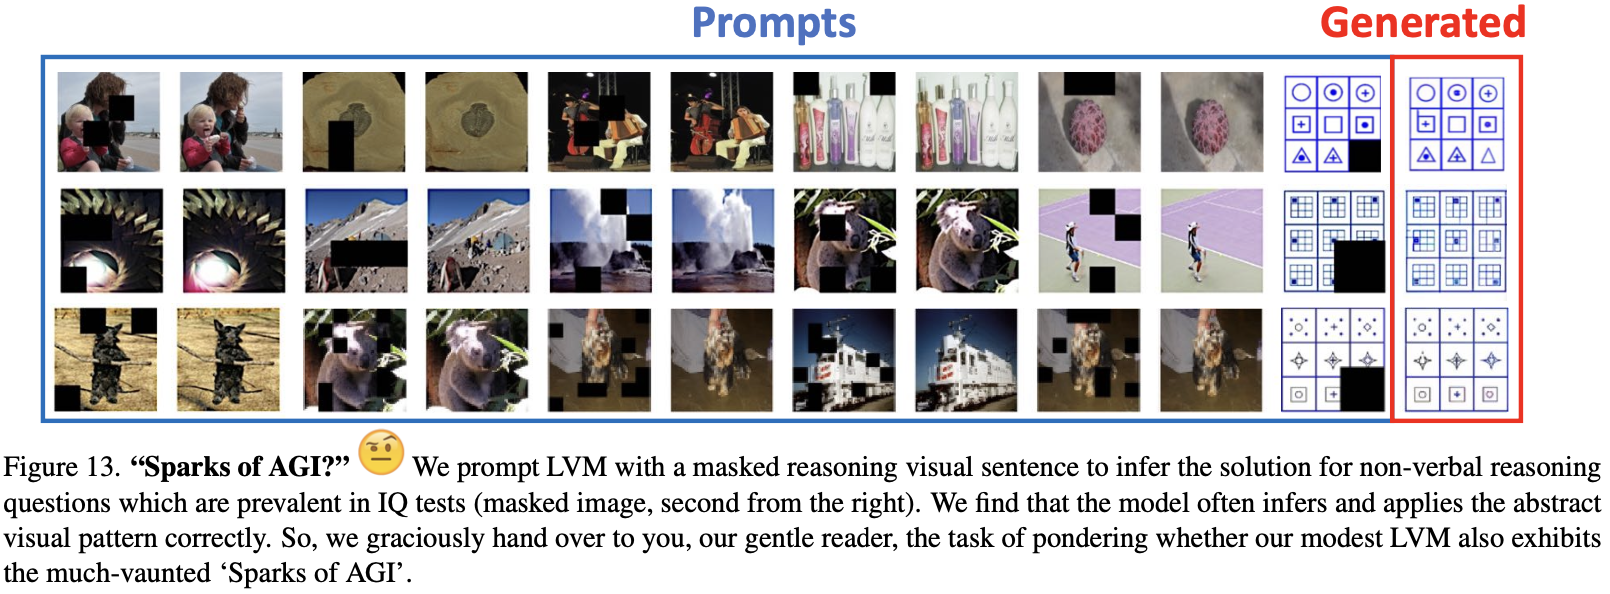 Prompts
Generated
Figure 13. “Sparks of AGI?” 🤨 We prompt LVM with a masked reasoning visual sentence to infer the solution for non-verbal reasoning
questions which are prevalent in IQ tests (masked image, second from the right). We find that the model often infers and applies the abstract
visual pattern correctly. So, we graciously hand over to you, our gentle reader, the task of pondering whether our modest LVM also exhibits
the much-vaunted ‘Sparks of AGI’.